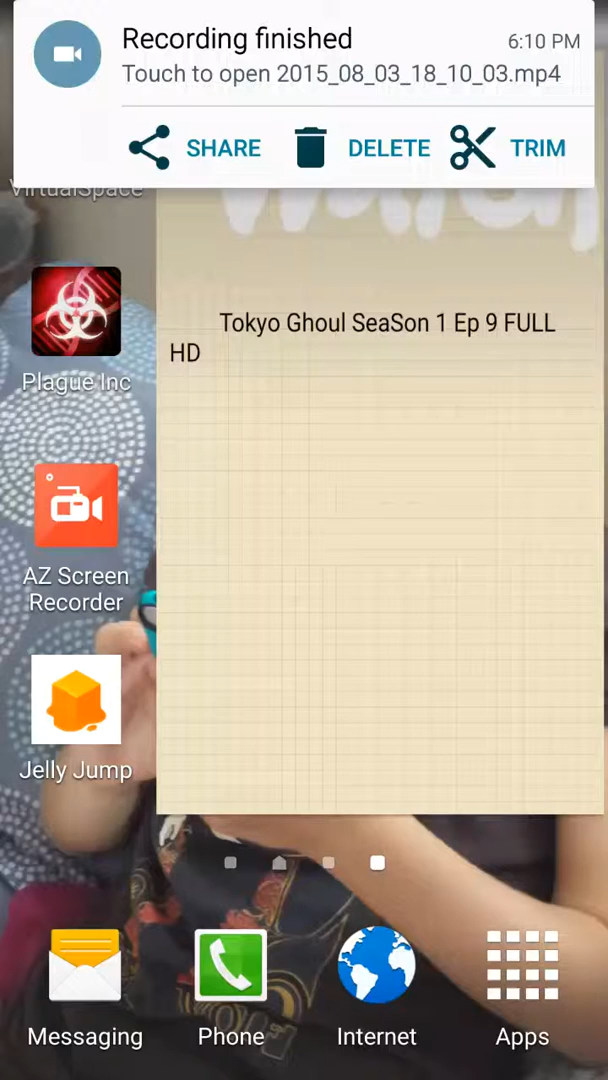 Recording finished
6:10 PM
Touch to open 2015_08_03_18_10_03.mp4
SHARE
DELETE
TRIM
VirtualSpace
Plague Inc
Tokyo Ghoul SeaSon 1 Ep 9 FULL
HD
AZ Screen
Recorder
Jelly Jump
Messaging
Phone
Internet
Apps